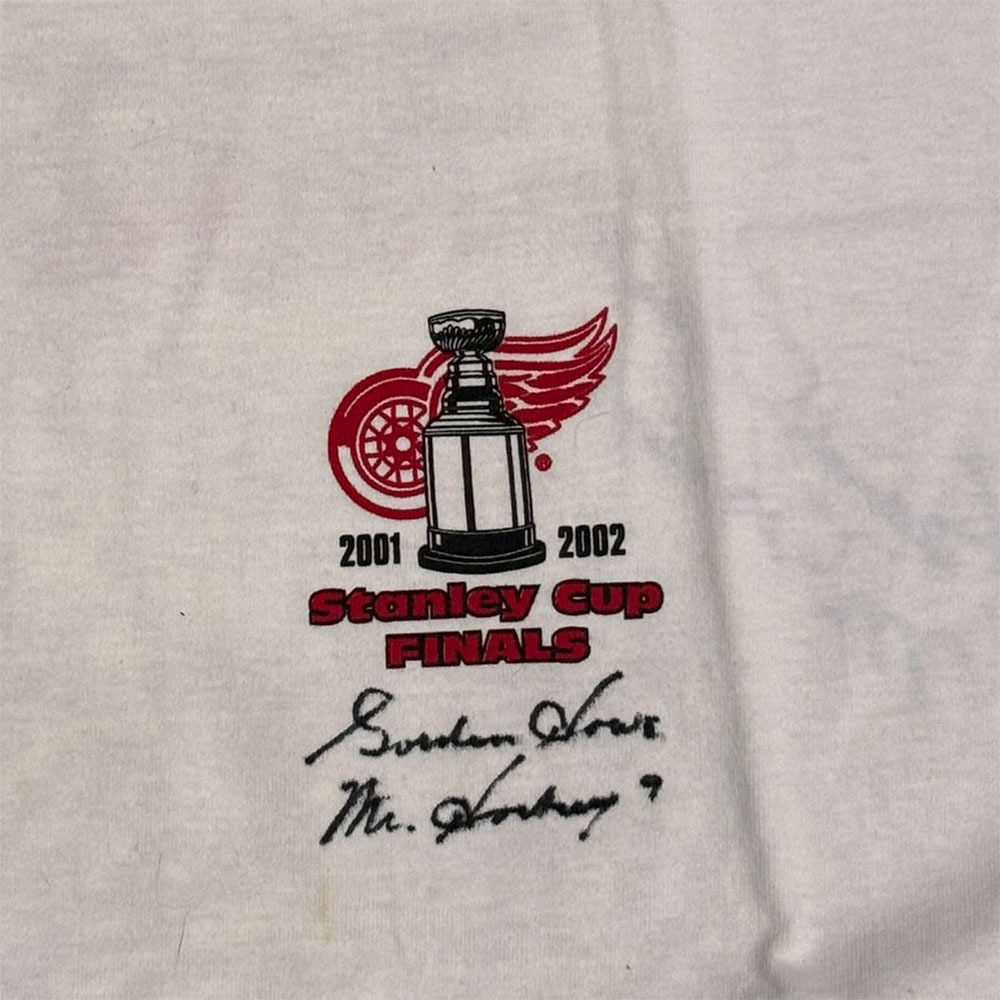 2001 2002
Stanley Cup
FINALS
Gordon Howe
Mr. Hockey 9